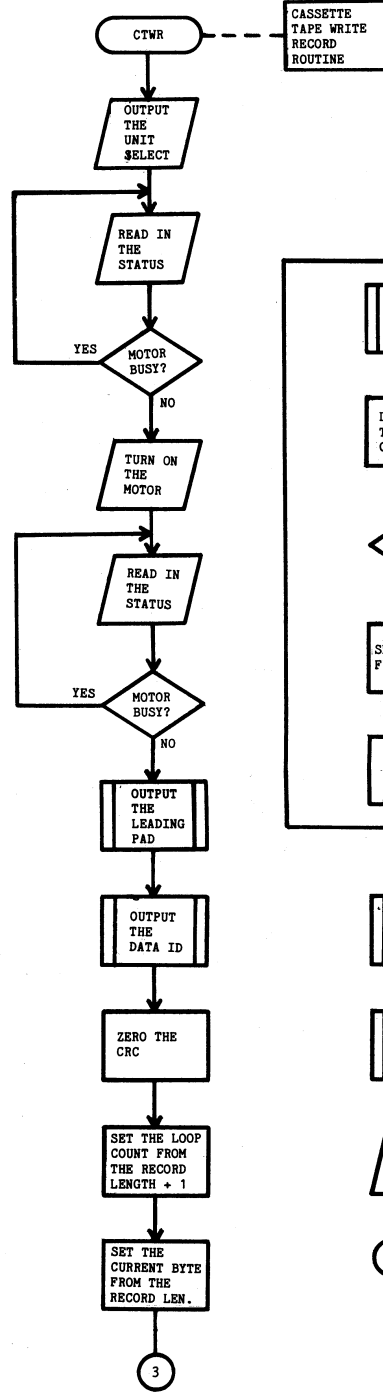 CTWR
CASSETTE
TAPE WRITE
RECORD
ROUTINE
OUTPUT
THE
UNIT
SELECT
READ IN
THE
STATUS
YES
MOTOR
BUSY?
NO
TURN ON
THE
MOTOR
READ IN
THE
STATUS
YES
MOTOR
BUSY?
NO
OUTPUT
THE
LEADING
PAD
OUTPUT
THE
DATA ID
ZERO THE
CRC
SET THE LOOP
COUNT FROM
THE RECORD
LENGTH + 1
SET THE
CURRENT BYTE
FROM THE
RECORD LEN.
3